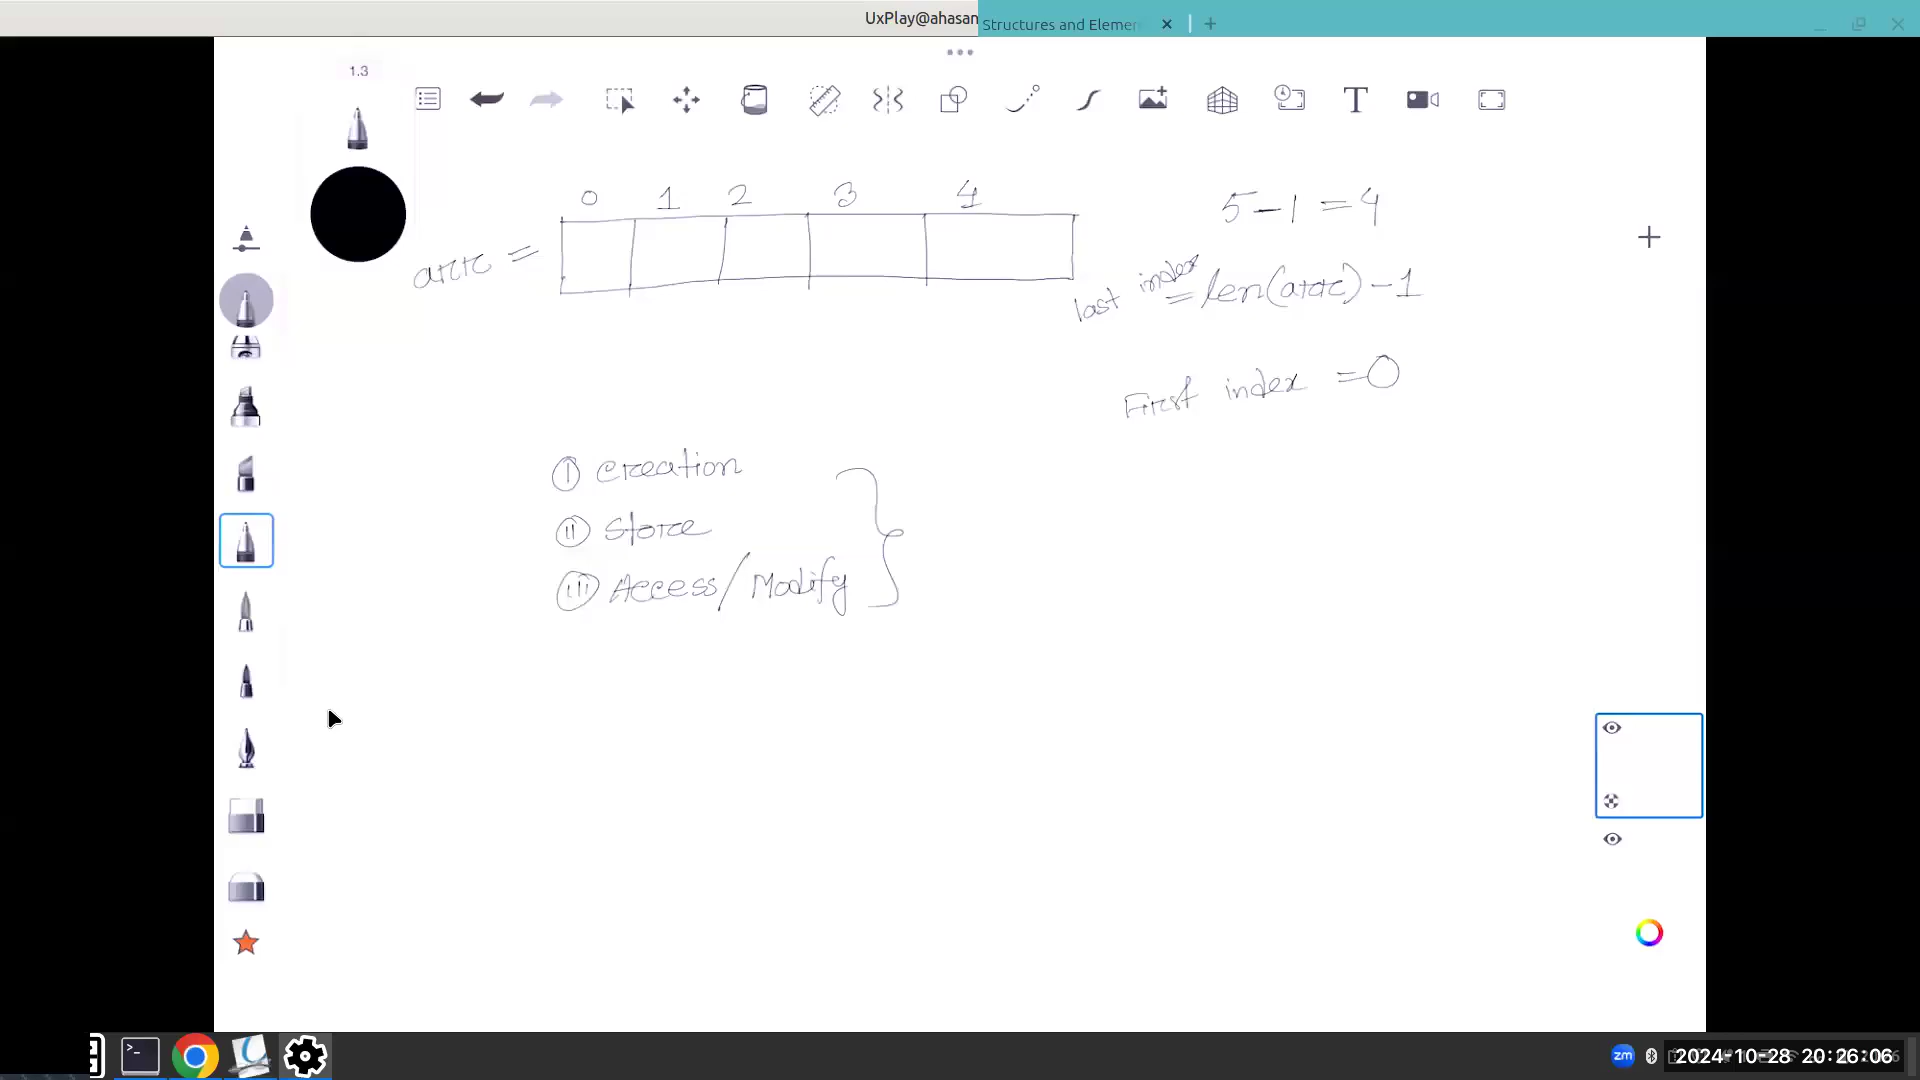 UxPlay@ahasan
Structures and Elemen
1.3
0 1 2 3 4
arr =
5-1=4
last index
= len(arr)-1
First index =0
i creation
ii store
iii Access/Modify
zm
2024-10-28 20:26:06